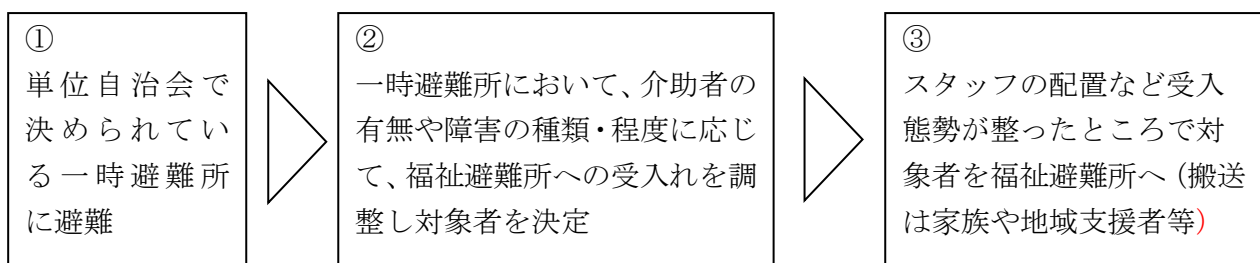 ①
単位自治会で
決められてい
る一時避難所
に避難
②
一時避難所において、介助者の
有無や障害の種類・程度に応じ
て、福祉避難所への受入れを調
整し対象者を決定
③
スタッフの配置など受入
態勢が整ったところで対
象者を福祉避難所へ（搬送
は家族や地域支援者等)